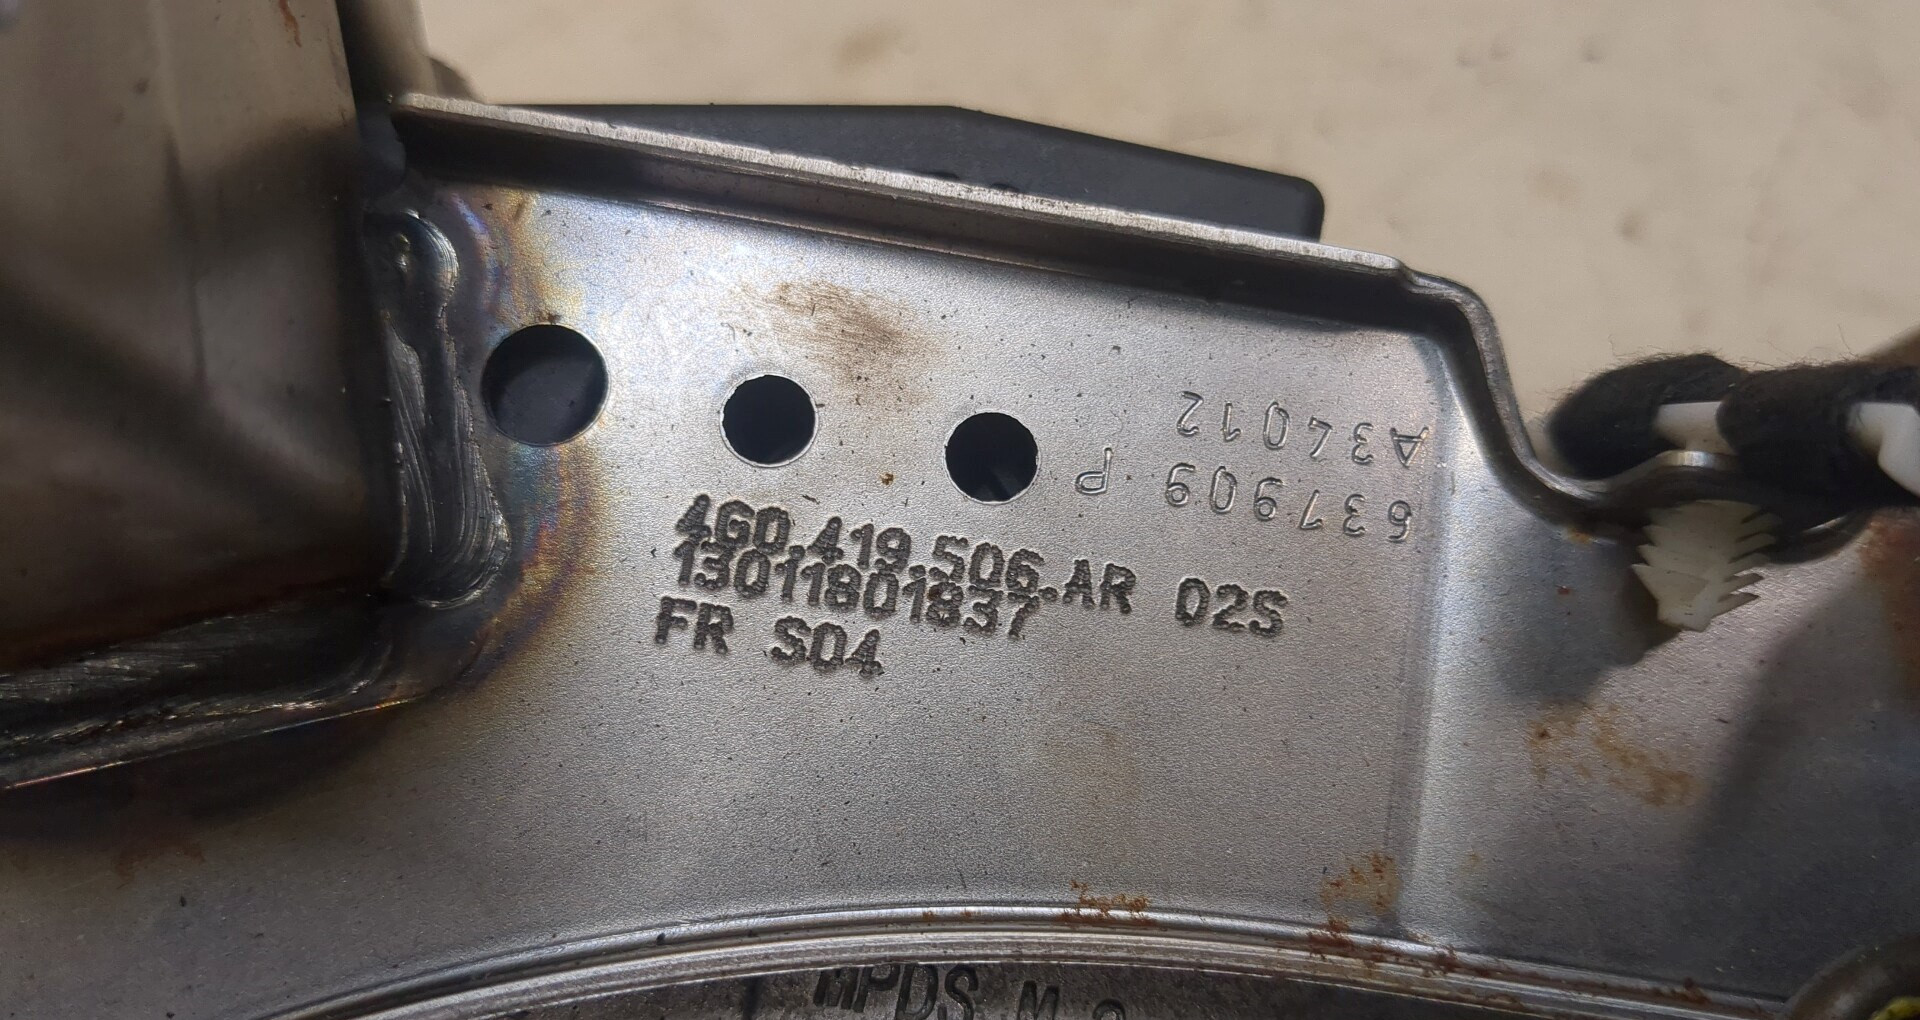 A34012
637909 P
4G0.419.506.AR 02S
13011801837
FR S04
MPDS M